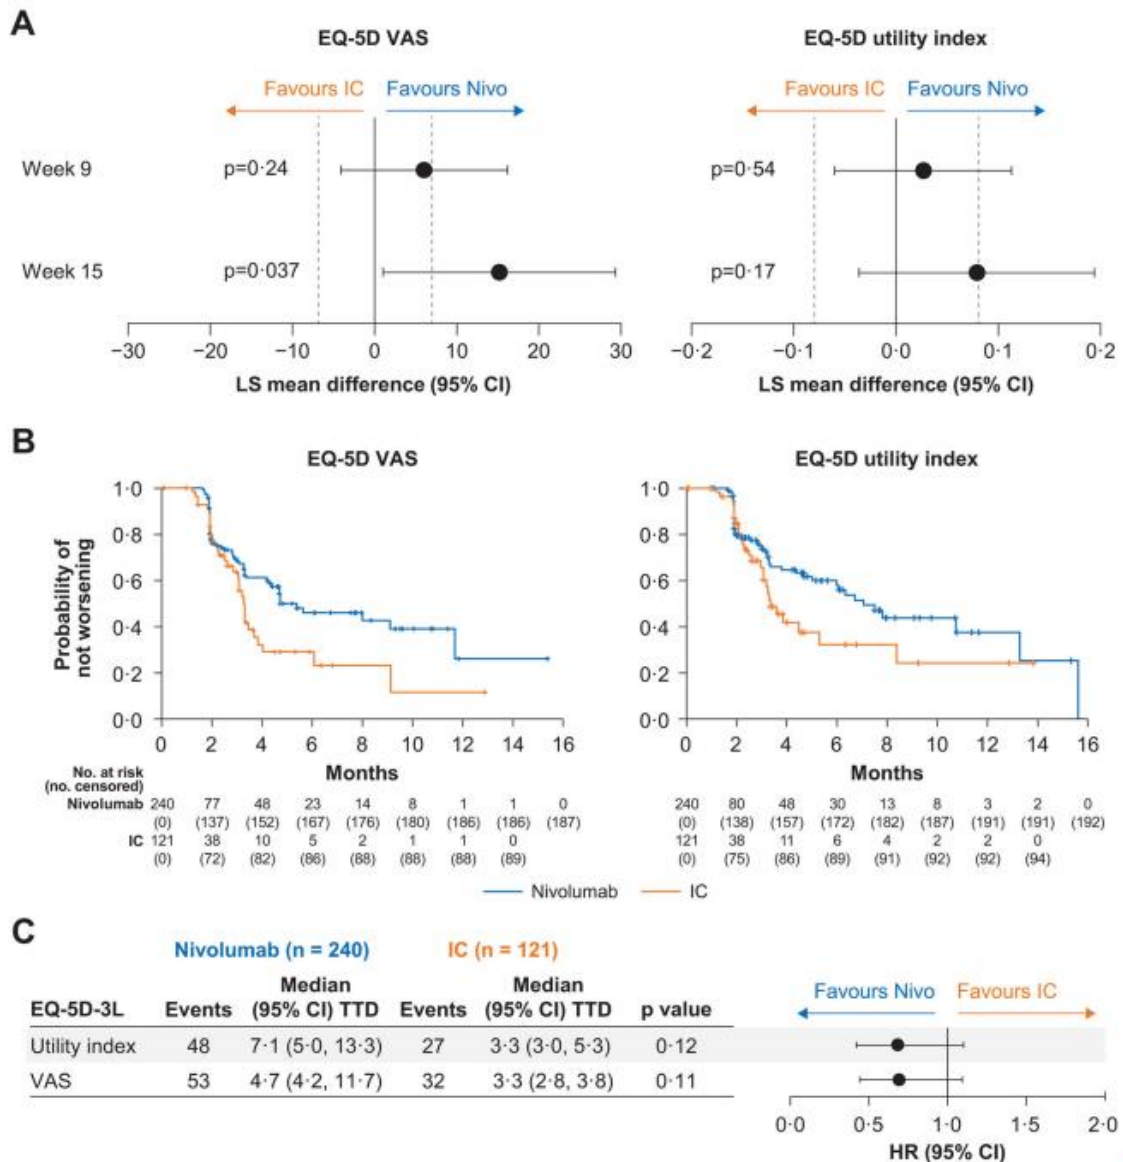 A
EQ-5D VAS
EQ-5D utility index
Favours IC Favours Nivo
Favours IC Favours Nivo
Week 9 p=0·24 p=0·54
Week 15 p=0·037 p=0·17
−30 −20 −10 0 10 20 30
−0·2 −0·1 0·0 0·1 0·2
LS mean difference (95% CI)
LS mean difference (95% CI)
B
EQ-5D VAS
EQ-5D utility index
Probability of
not worsening
1·0
0·8
0·6
0·4
0·2
0·0
0 2 4 6 8 10 12 14 16
1·0
0·8
0·6
0·4
0·2
0·0
0 2 4 6 8 10 12 14 16
Months
Months
No. at risk
(no. censored)
Nivolumab 240 77 48 23 14 8 1 1 0
(0) (137) (152) (167) (176) (180) (186) (186) (187)
IC 121 38 10 5 2 1 1 0
(0) (72) (82) (86) (88) (88) (88) (89)
240 80 48 30 13 8 3 2 0
(0) (138) (157) (172) (182) (187) (191) (191) (192)
121 38 11 6 4 2 2 0
(0) (75) (86) (89) (91) (92) (92) (94)
Nivolumab IC
C
Nivolumab (n = 240) IC (n = 121)
Median Median
EQ-5D-3L Events (95% CI) TTD Events (95% CI) TTD p value
Utility index 48 7·1 (5·0, 13·3) 27 3·3 (3·0, 5·3) 0·12
VAS 53 4·7 (4·2, 11·7) 32 3·3 (2·8, 3·8) 0·11
Favours Nivo Favours IC
0·0 0·5 1·0 1·5 2·0
HR (95% CI)